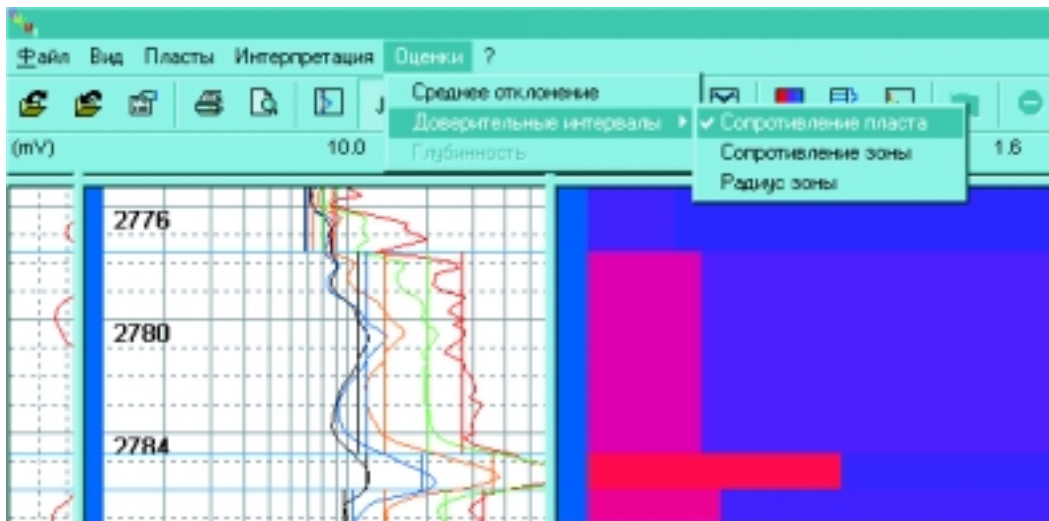 Файл Вид Пласты Интерпретация Оценки ?
Среднее отклонение
Доверительные интервалы
Сопротивление пласта
Глубинность
Сопротивление зоны
Радиус зоны
(mV) 10.0 1.6
2776
2780
2784